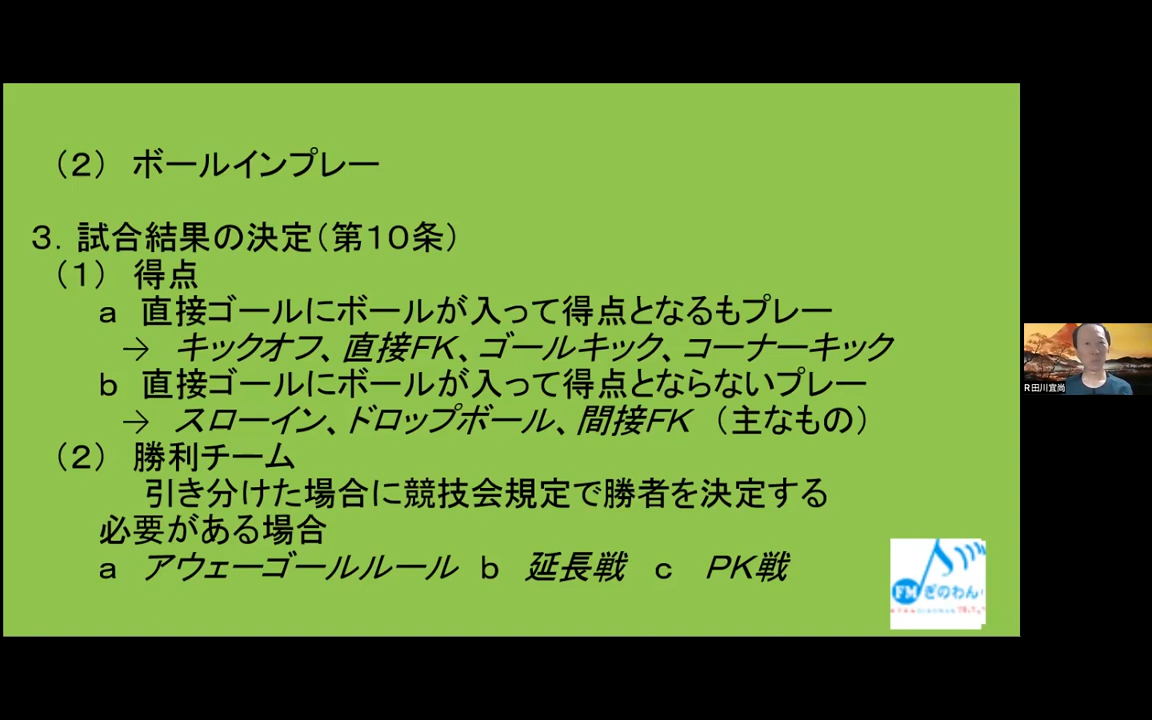 （２） ボールインプレー
３．試合結果の決定（第１０条）
（１） 得点
ａ 直接ゴールにボールが入って得点となるもプレー
→ キックオフ、直接FK、ゴールキック、コーナーキック
ｂ 直接ゴールにボールが入って得点とならないプレー
→ スローイン、ドロップボール、間接FK （主なもの）
（２） 勝利チーム
引き分けた場合に競技会規定で勝者を決定する
必要がある場合
ａ アウェーゴールルール ｂ 延長戦 ｃ PK戦
FMぎのわん
R田川宜尚